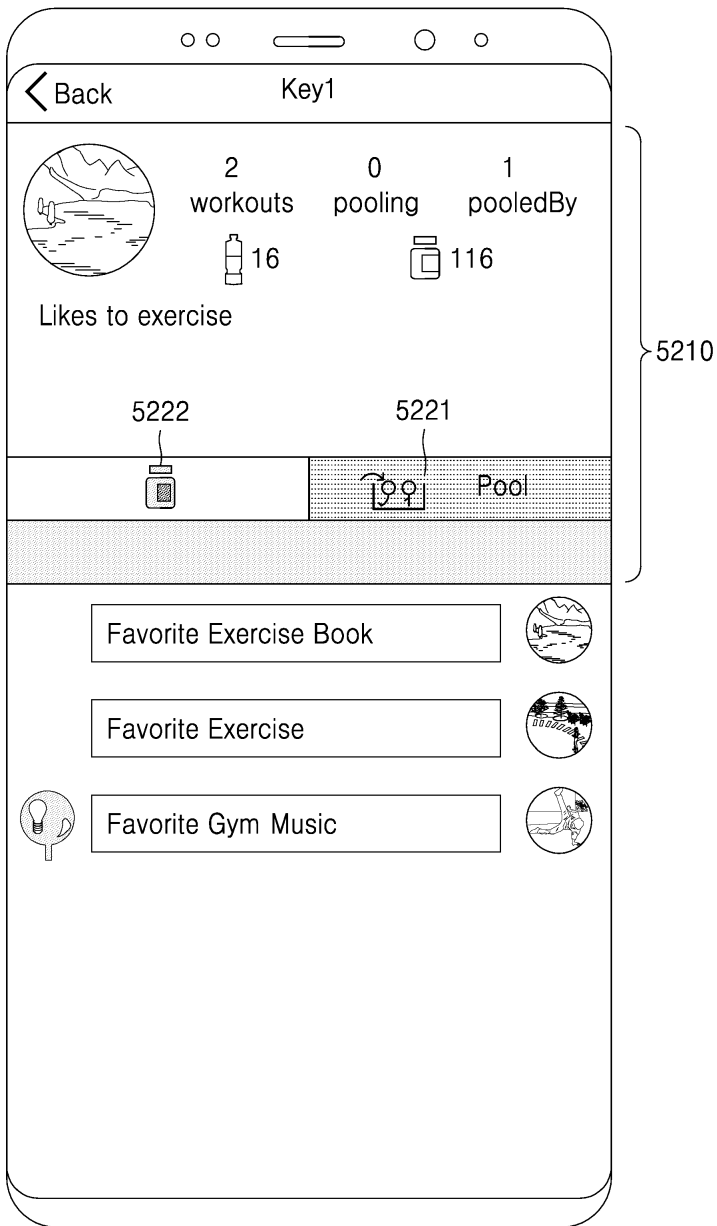 Back
Key1
2 0 1
workouts pooling pooledBy
16 116
Likes to exercise
5210
5222 5221
Pool
Favorite Exercise Book
Favorite Exercise
Favorite Gym Music